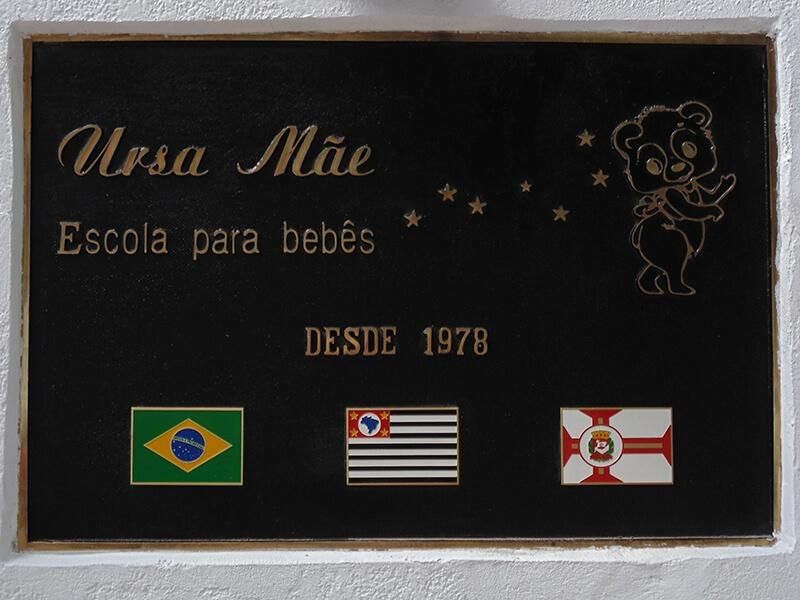 Ursa Mãe
Escola para bebês
DESDE 1978